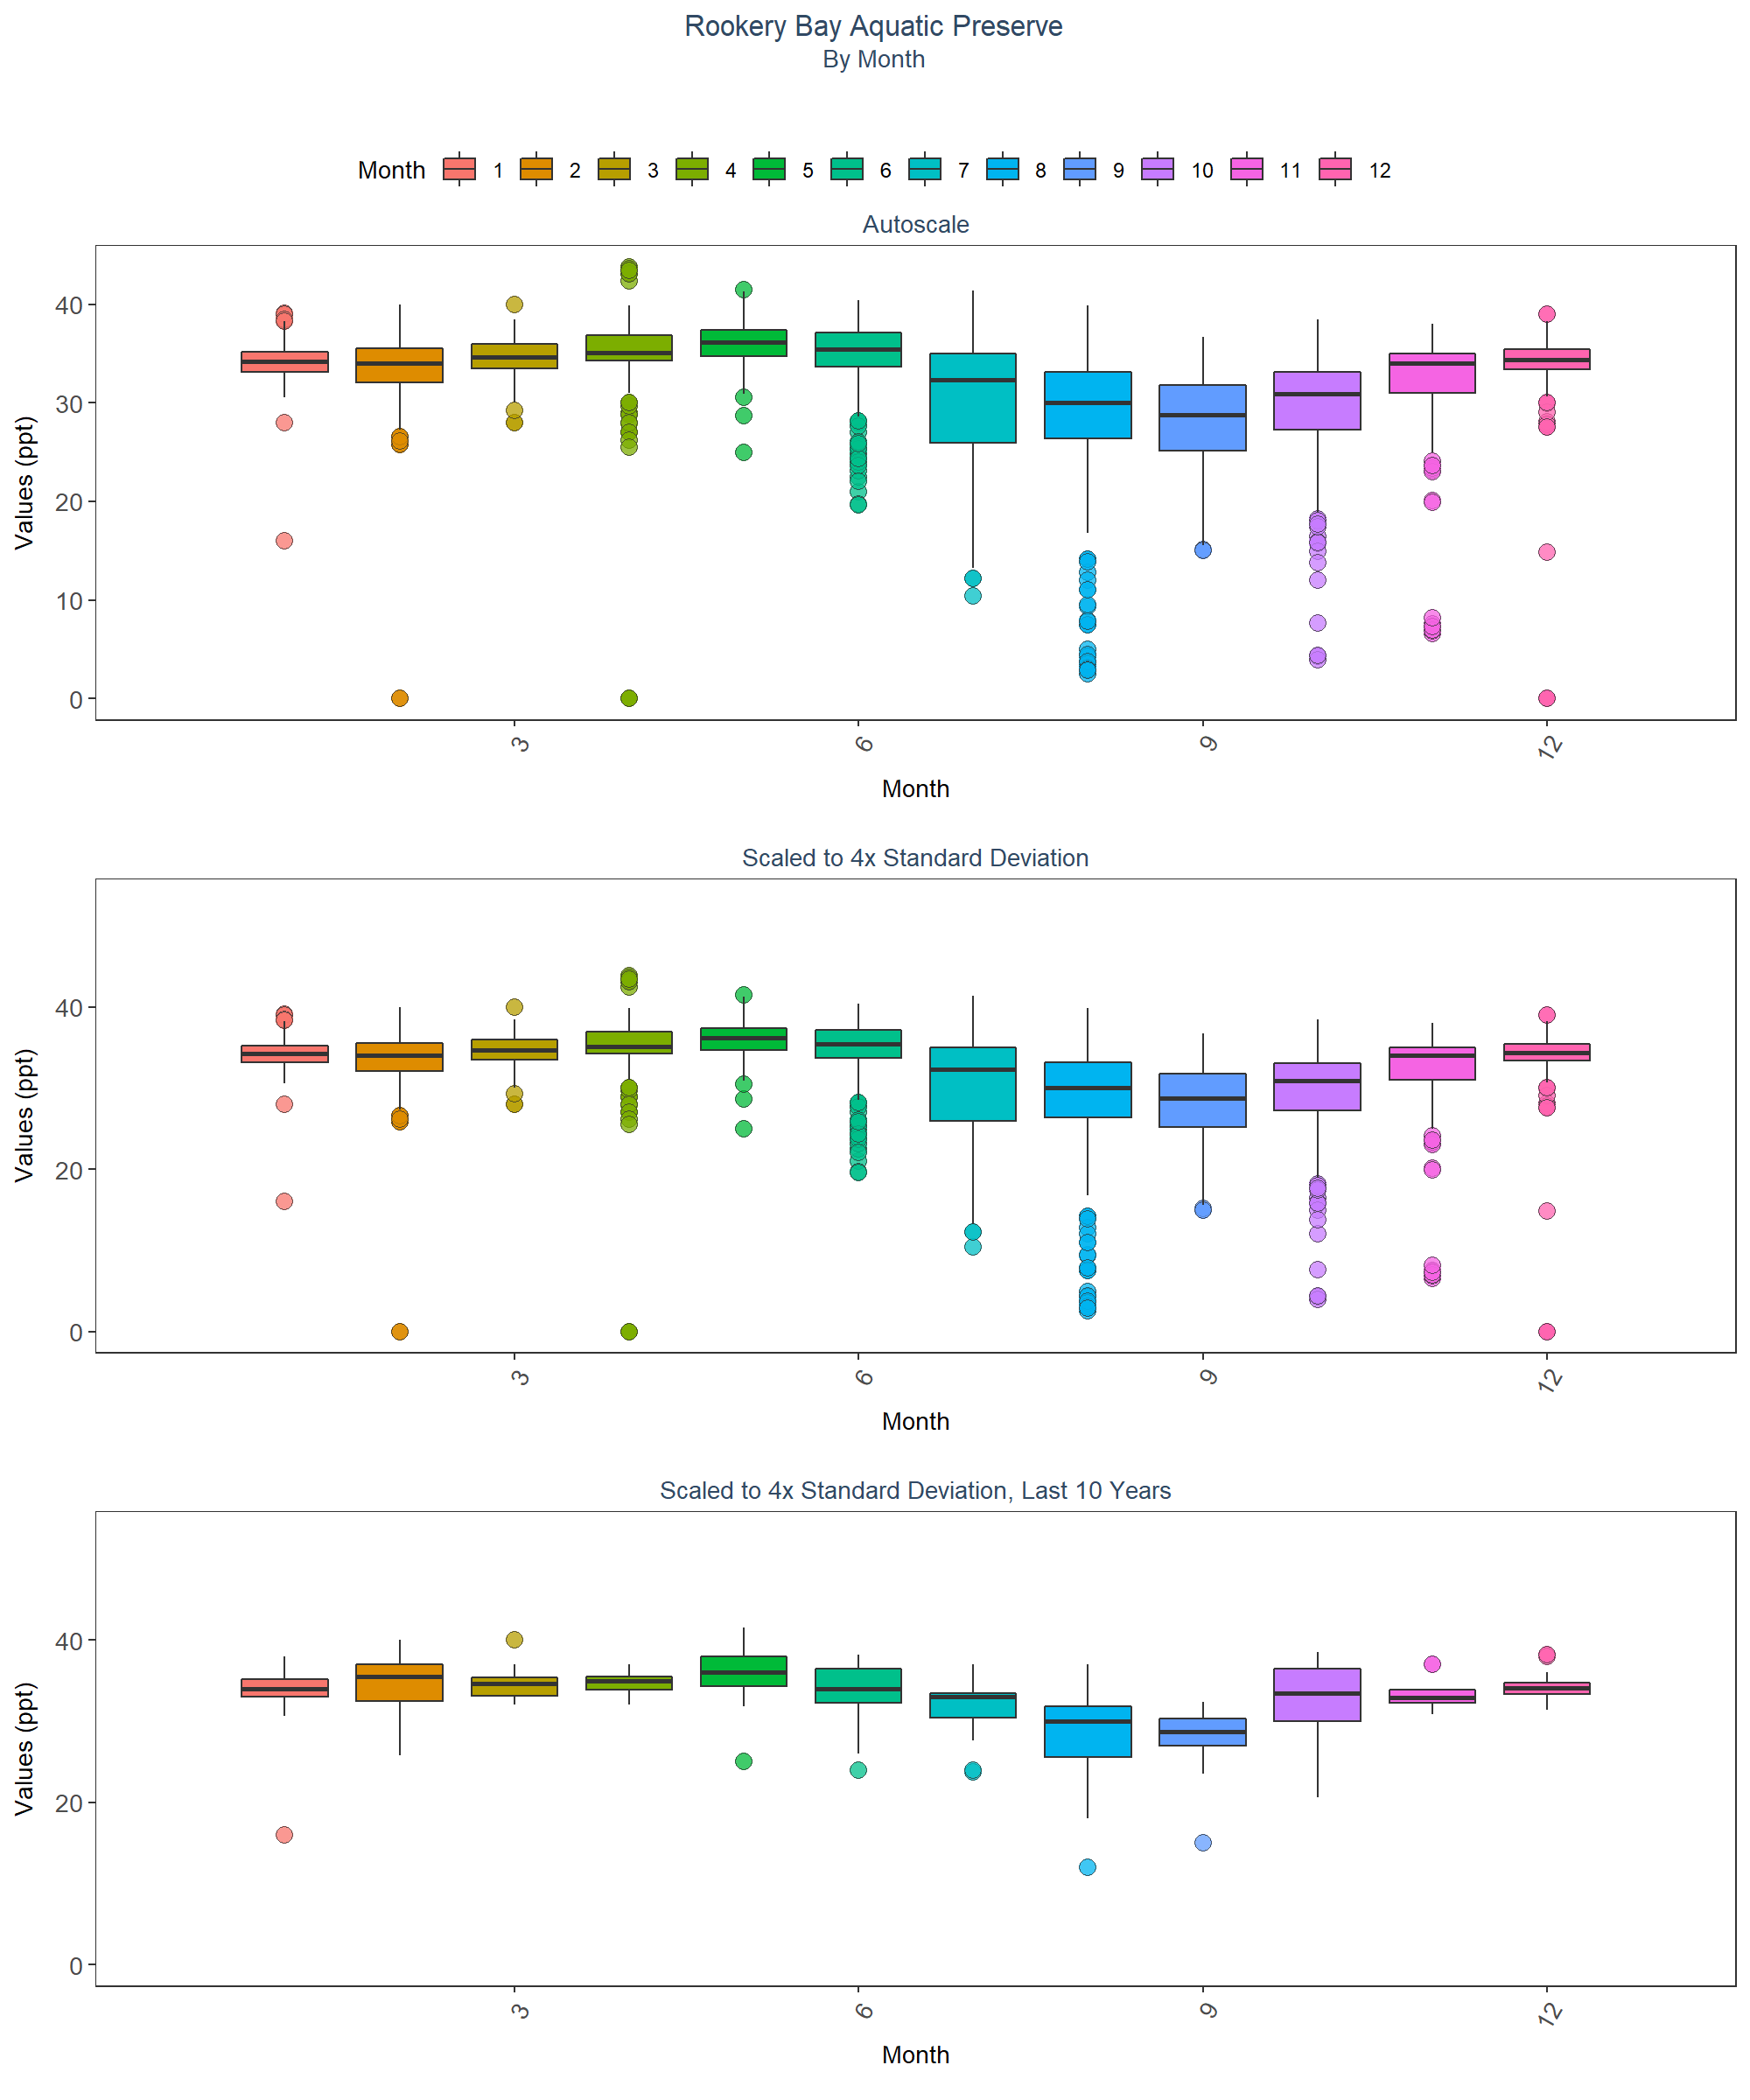 Rookery Bay Aquatic Preserve
By Month
Month 1 2 3 4 5 6 7 8 9 10 11 12
Autoscale
Values (ppt)
40
30
20
10
0
3 6 9 12
Month
Scaled to 4x Standard Deviation
Values (ppt)
40
20
0
3 6 9 12
Month
Scaled to 4x Standard Deviation, Last 10 Years
Values (ppt)
40
20
0
3 6 9 12
Month